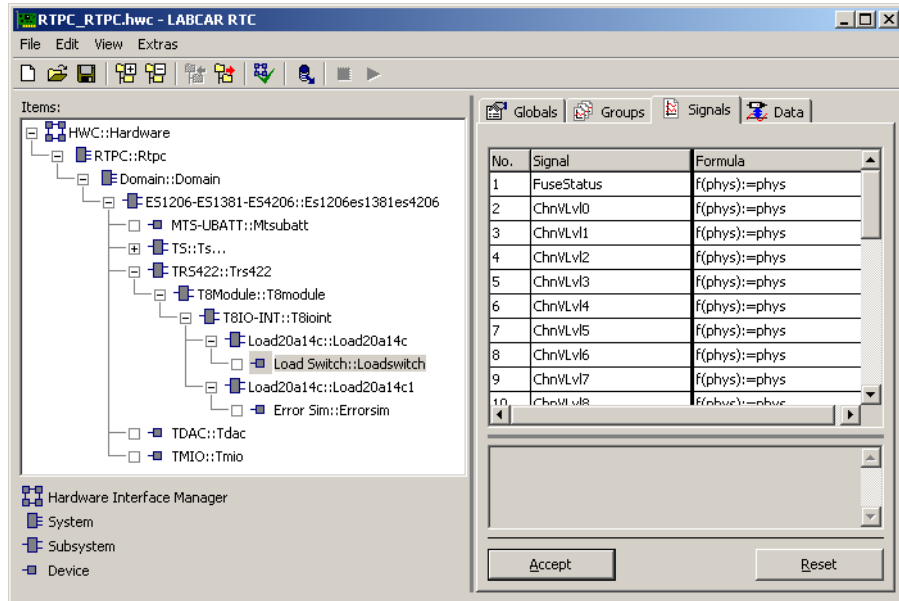 RTPC_RTPC.hwc - LABCAR RTC
File Edit View Extras
Items:
HWC::Hardware
RTPC::Rtpc
Domain::Domain
ES1206-ES1381-ES4206::Es1206es1381es4206
MTS-UBATT::Mtsubatt
TS::Ts...
TRS422::Trs422
T8Module::T8module
T8IO-INT::T8ioint
Load20a14c::Load20a14c
Load Switch::Loadswitch
Load20a14c::Load20a14c1
Error Sim::Errorsim
TDAC::Tdac
TMIO::Tmio
Hardware Interface Manager
System
Subsystem
Device
Globals Groups Signals Data
No. Signal Formula
1 FuseStatus f(phys):=phys
2 ChnVLvl0 f(phys):=phys
3 ChnVLvl1 f(phys):=phys
4 ChnVLvl2 f(phys):=phys
5 ChnVLvl3 f(phys):=phys
6 ChnVLvl4 f(phys):=phys
7 ChnVLvl5 f(phys):=phys
8 ChnVLvl6 f(phys):=phys
9 ChnVLvl7 f(phys):=phys
10 ChnVLvl8 f(phys):=phys
Accept Reset